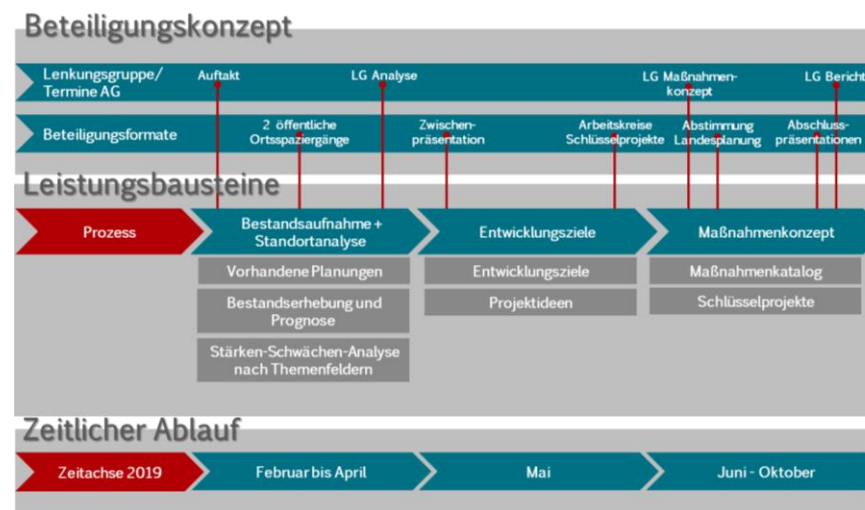 Beteiligungskonzept
Lenkungsgruppe/
Termine AG
Auftakt
LG Analyse
LG Maßnahmen-
konzept
LG Bericht
Beteiligungsformate
2 öffentliche
Ortsspaziergänge
Zwischen-
präsentation
Arbeitskreise
Schlüsselprojekte
Abstimmung
Landesplanung
Abschluss-
präsentationen
Leistungsbausteine
Prozess
Bestandsaufnahme +
Standortanalyse
Entwicklungsziele
Maßnahmenkonzept
Vorhandene Planungen
Entwicklungsziele
Maßnahmenkatalog
Bestandserhebung und
Prognose
Projektideen
Schlüsselprojekte
Stärken-Schwächen-Analyse
nach Themenfeldern
Zeitlicher Ablauf
Zeitachse 2019
Februar bis April
Mai
Juni - Oktober